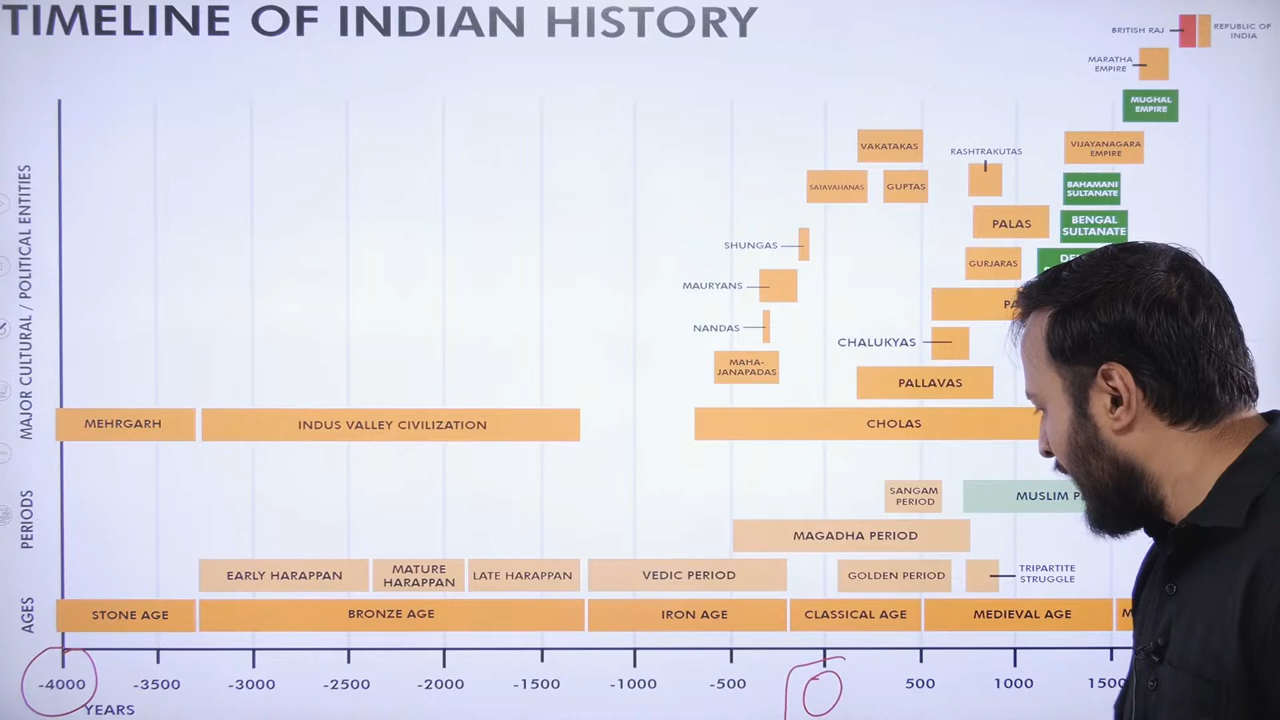 TIMELINE OF INDIAN HISTORY
BRITISH RAJ
REPUBLIC OF
INDIA
MARATHA
EMPIRE
MUGHAL
EMPIRE
VAKATAKAS
RASHTRAKUTAS
VIJAYANAGARA
EMPIRE
SATAVAHANAS
GUPTAS
BAHAMANI
SULTANATE
SHUNGAS
PALAS
BENGAL
SULTANATE
MAURYANS
GURJARAS
NANDAS
CHALUKYAS
MAHA-
JANAPADAS
PALLAVAS
MAJOR CULTURAL / POLITICAL ENTITIES
MEHRGARH
INDUS VALLEY CIVILIZATION
CHOLAS
PERIODS
SANGAM
PERIOD
MUSLIM
MAGADHA PERIOD
EARLY HARAPPAN
MATURE
HARAPPAN
LATE HARAPPAN
VEDIC PERIOD
GOLDEN PERIOD
TRIPARTITE
STRUGGLE
AGES
STONE AGE
BRONZE AGE
IRON AGE
CLASSICAL AGE
MEDIEVAL AGE
-4000 -3500 -3000 -2500 -2000 -1500 -1000 -500 0 500 1000 1500
YEARS